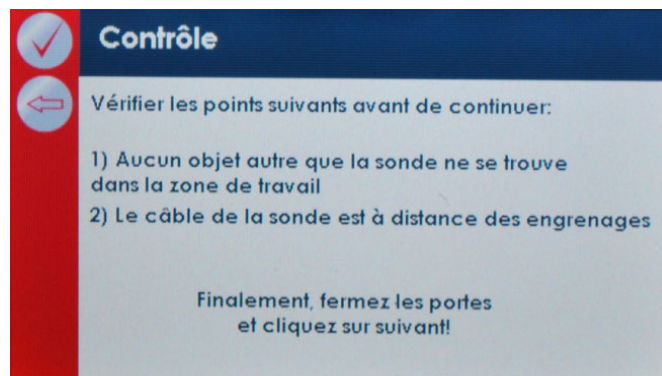 Contrôle
Vérifier les points suivants avant de continuer:
1) Aucun objet autre que la sonde ne se trouve
dans la zone de travail
2) Le câble de la sonde est à distance des engrenages
Finalement, fermez les portes
et cliquez sur suivant!